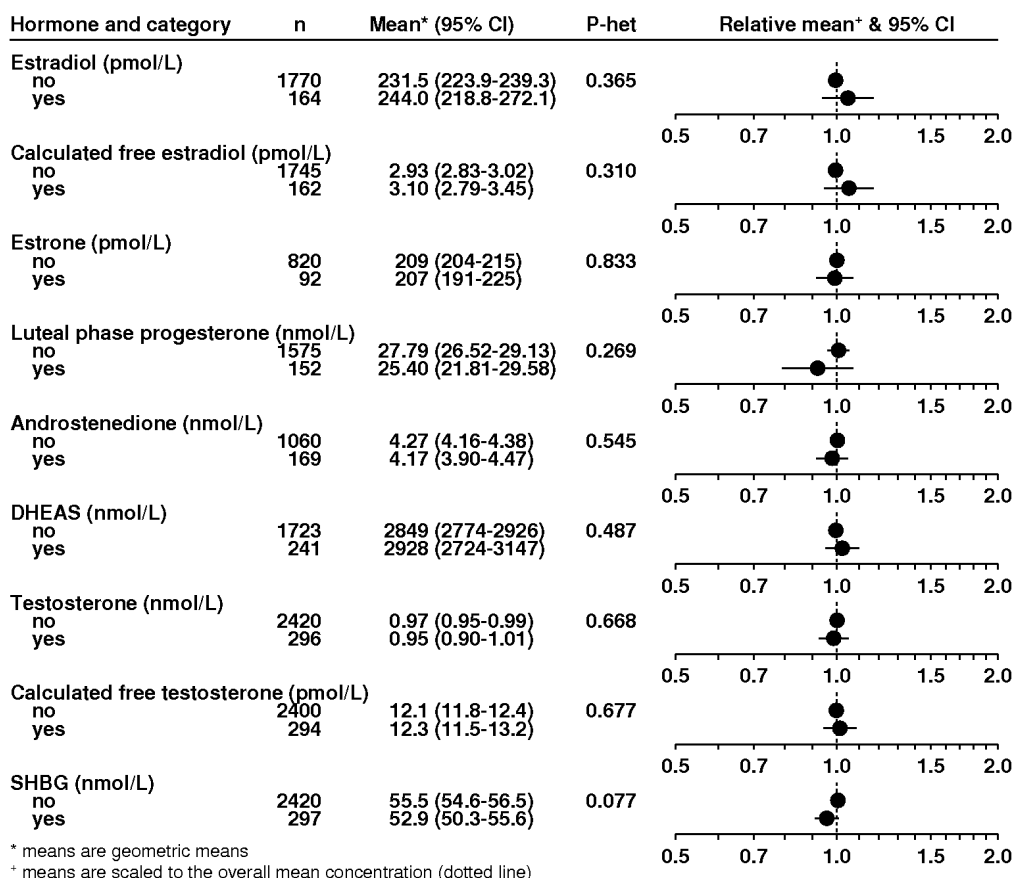 Hormone and category n Mean* (95% CI) P-het Relative mean+ & 95% CI
Estradiol (pmol/L)
no 1770 231.5 (223.9-239.3) 0.365
yes 164 244.0 (218.8-272.1)
0.5 0.7 1.0 1.5 2.0
Calculated free estradiol (pmol/L)
no 1745 2.93 (2.83-3.02) 0.310
yes 162 3.10 (2.79-3.45)
0.5 0.7 1.0 1.5 2.0
Estrone (pmol/L)
no 820 209 (204-215) 0.833
yes 92 207 (191-225)
0.5 0.7 1.0 1.5 2.0
Luteal phase progesterone (nmol/L)
no 1575 27.79 (26.52-29.13) 0.269
yes 152 25.40 (21.81-29.58)
0.5 0.7 1.0 1.5 2.0
Androstenedione (nmol/L)
no 1060 4.27 (4.16-4.38) 0.545
yes 169 4.17 (3.90-4.47)
0.5 0.7 1.0 1.5 2.0
DHEAS (nmol/L)
no 1723 2849 (2774-2926) 0.487
yes 241 2928 (2724-3147)
0.5 0.7 1.0 1.5 2.0
Testosterone (nmol/L)
no 2420 0.97 (0.95-0.99) 0.668
yes 296 0.95 (0.90-1.01)
0.5 0.7 1.0 1.5 2.0
Calculated free testosterone (pmol/L)
no 2400 12.1 (11.8-12.4) 0.677
yes 294 12.3 (11.5-13.2)
0.5 0.7 1.0 1.5 2.0
SHBG (nmol/L)
no 2420 55.5 (54.6-56.5) 0.077
yes 297 52.9 (50.3-55.6)
0.5 0.7 1.0 1.5 2.0
* means are geometric means
+ means are scaled to the overall mean concentration (dotted line)